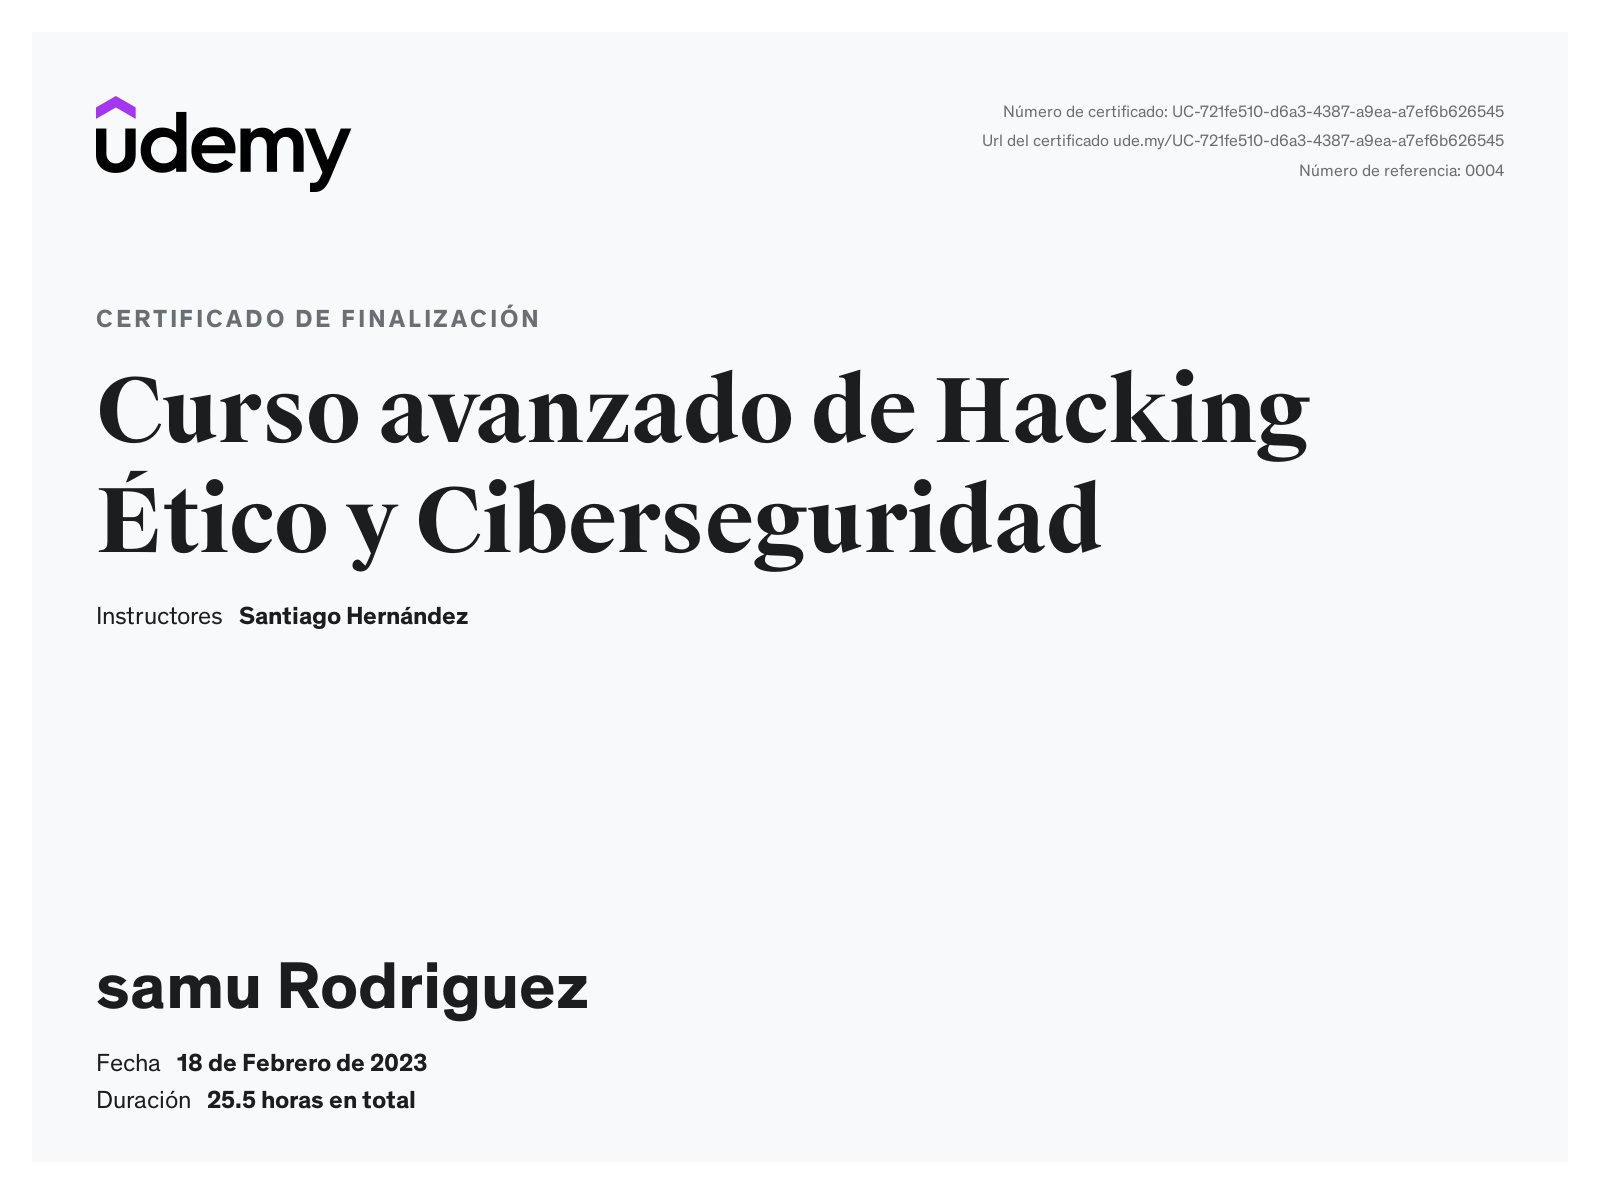 udemy
Número de certificado: UC-721fe510-d6a3-4387-a9ea-a7ef6b626545
Url del certificado ude.my/UC-721fe510-d6a3-4387-a9ea-a7ef6b626545
Número de referencia: 0004
CERTIFICADO DE FINALIZACIÓN
Curso avanzado de Hacking
Ético y Ciberseguridad
Instructores Santiago Hernández
samu Rodriguez
Fecha 18 de Febrero de 2023
Duración 25.5 horas en total